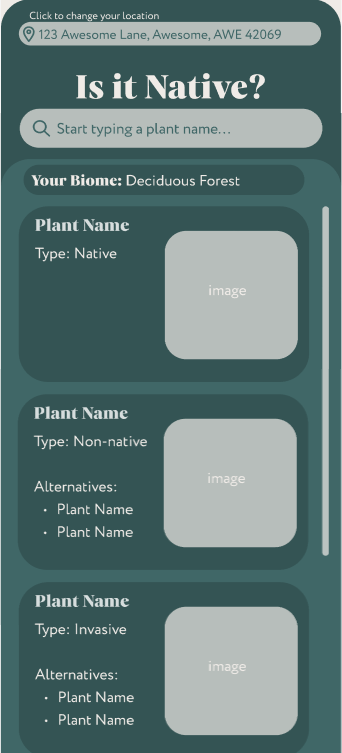 Click to change your location
123 Awesome Lane, Awesome, AWE 42069
Is it Native?
Start typing a plant name...
Your Biome: Deciduous Forest
Plant Name
Type: Native
image
Plant Name
Type: Non-native
image
Alternatives:
• Plant Name
• Plant Name
Plant Name
Type: Invasive
image
Alternatives:
• Plant Name
• Plant Name